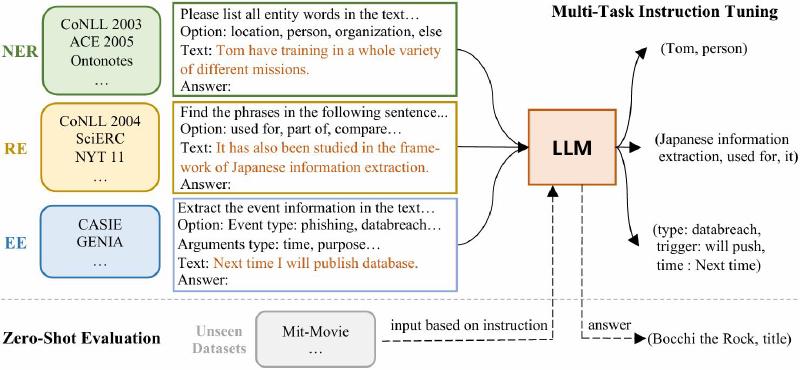 Multi-Task Instruction Tuning
NER
CoNLL 2003
ACE 2005
Ontonotes
…
Please list all entity words in the text…
Option: location, person, organization, else
Text: Tom have training in a whole variety
of different missions.
Answer:
RE
CoNLL 2004
SciERC
NYT 11
…
Find the phrases in the following sentence...
Option: used for, part of, compare…
Text: It has also been studied in the frame-
work of Japanese information extraction.
Answer:
EE
CASIE
GENIA
…
Extract the event information in the text…
Option: Event type: phishing, databreach…
Arguments type: time, purpose…
Text: Next time I will publish database.
Answer:
LLM
(Tom, person)
(Japanese information
extraction, used for, it)
(type: databreach,
trigger: will push,
time : Next time)
Zero-Shot Evaluation
Unseen
Datasets
Mit-Movie
…
input based on instruction
answer
(Bocchi the Rock, title)